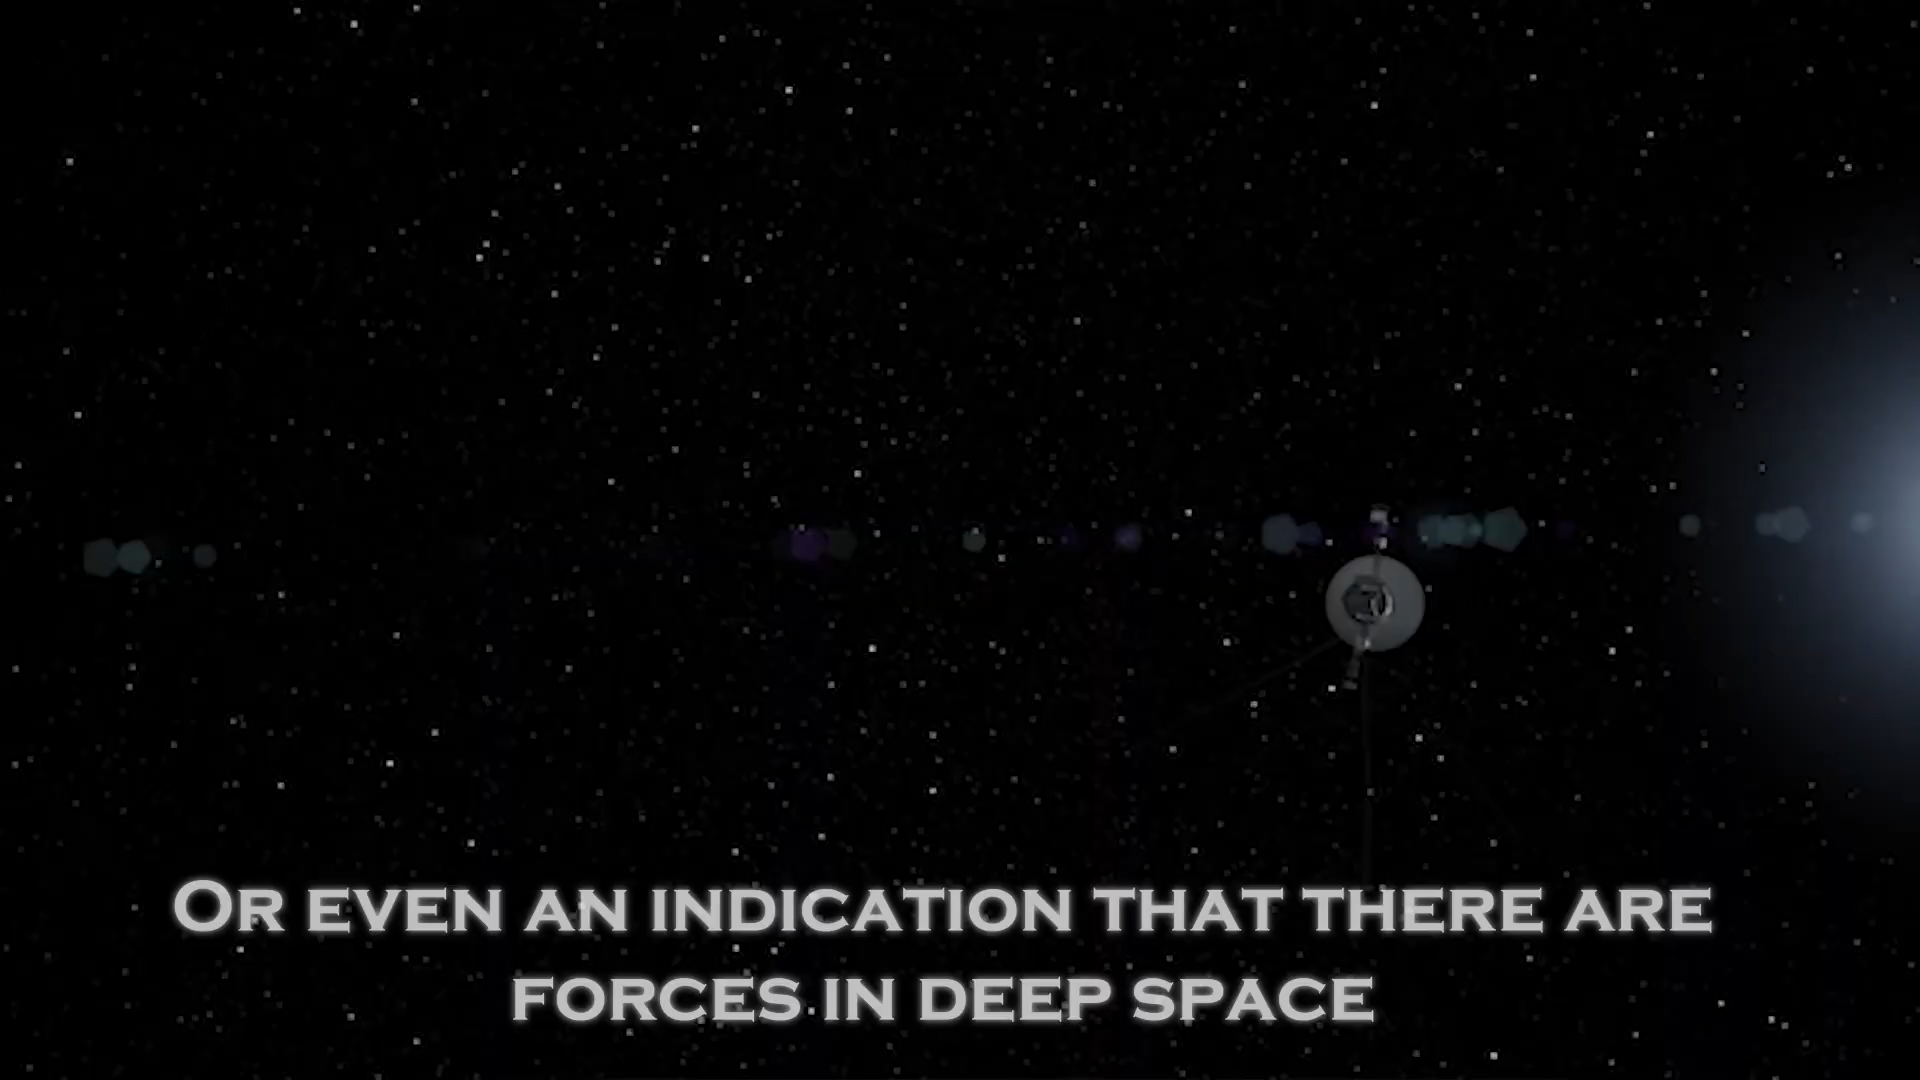 Or even an indication that there are
forces in deep space